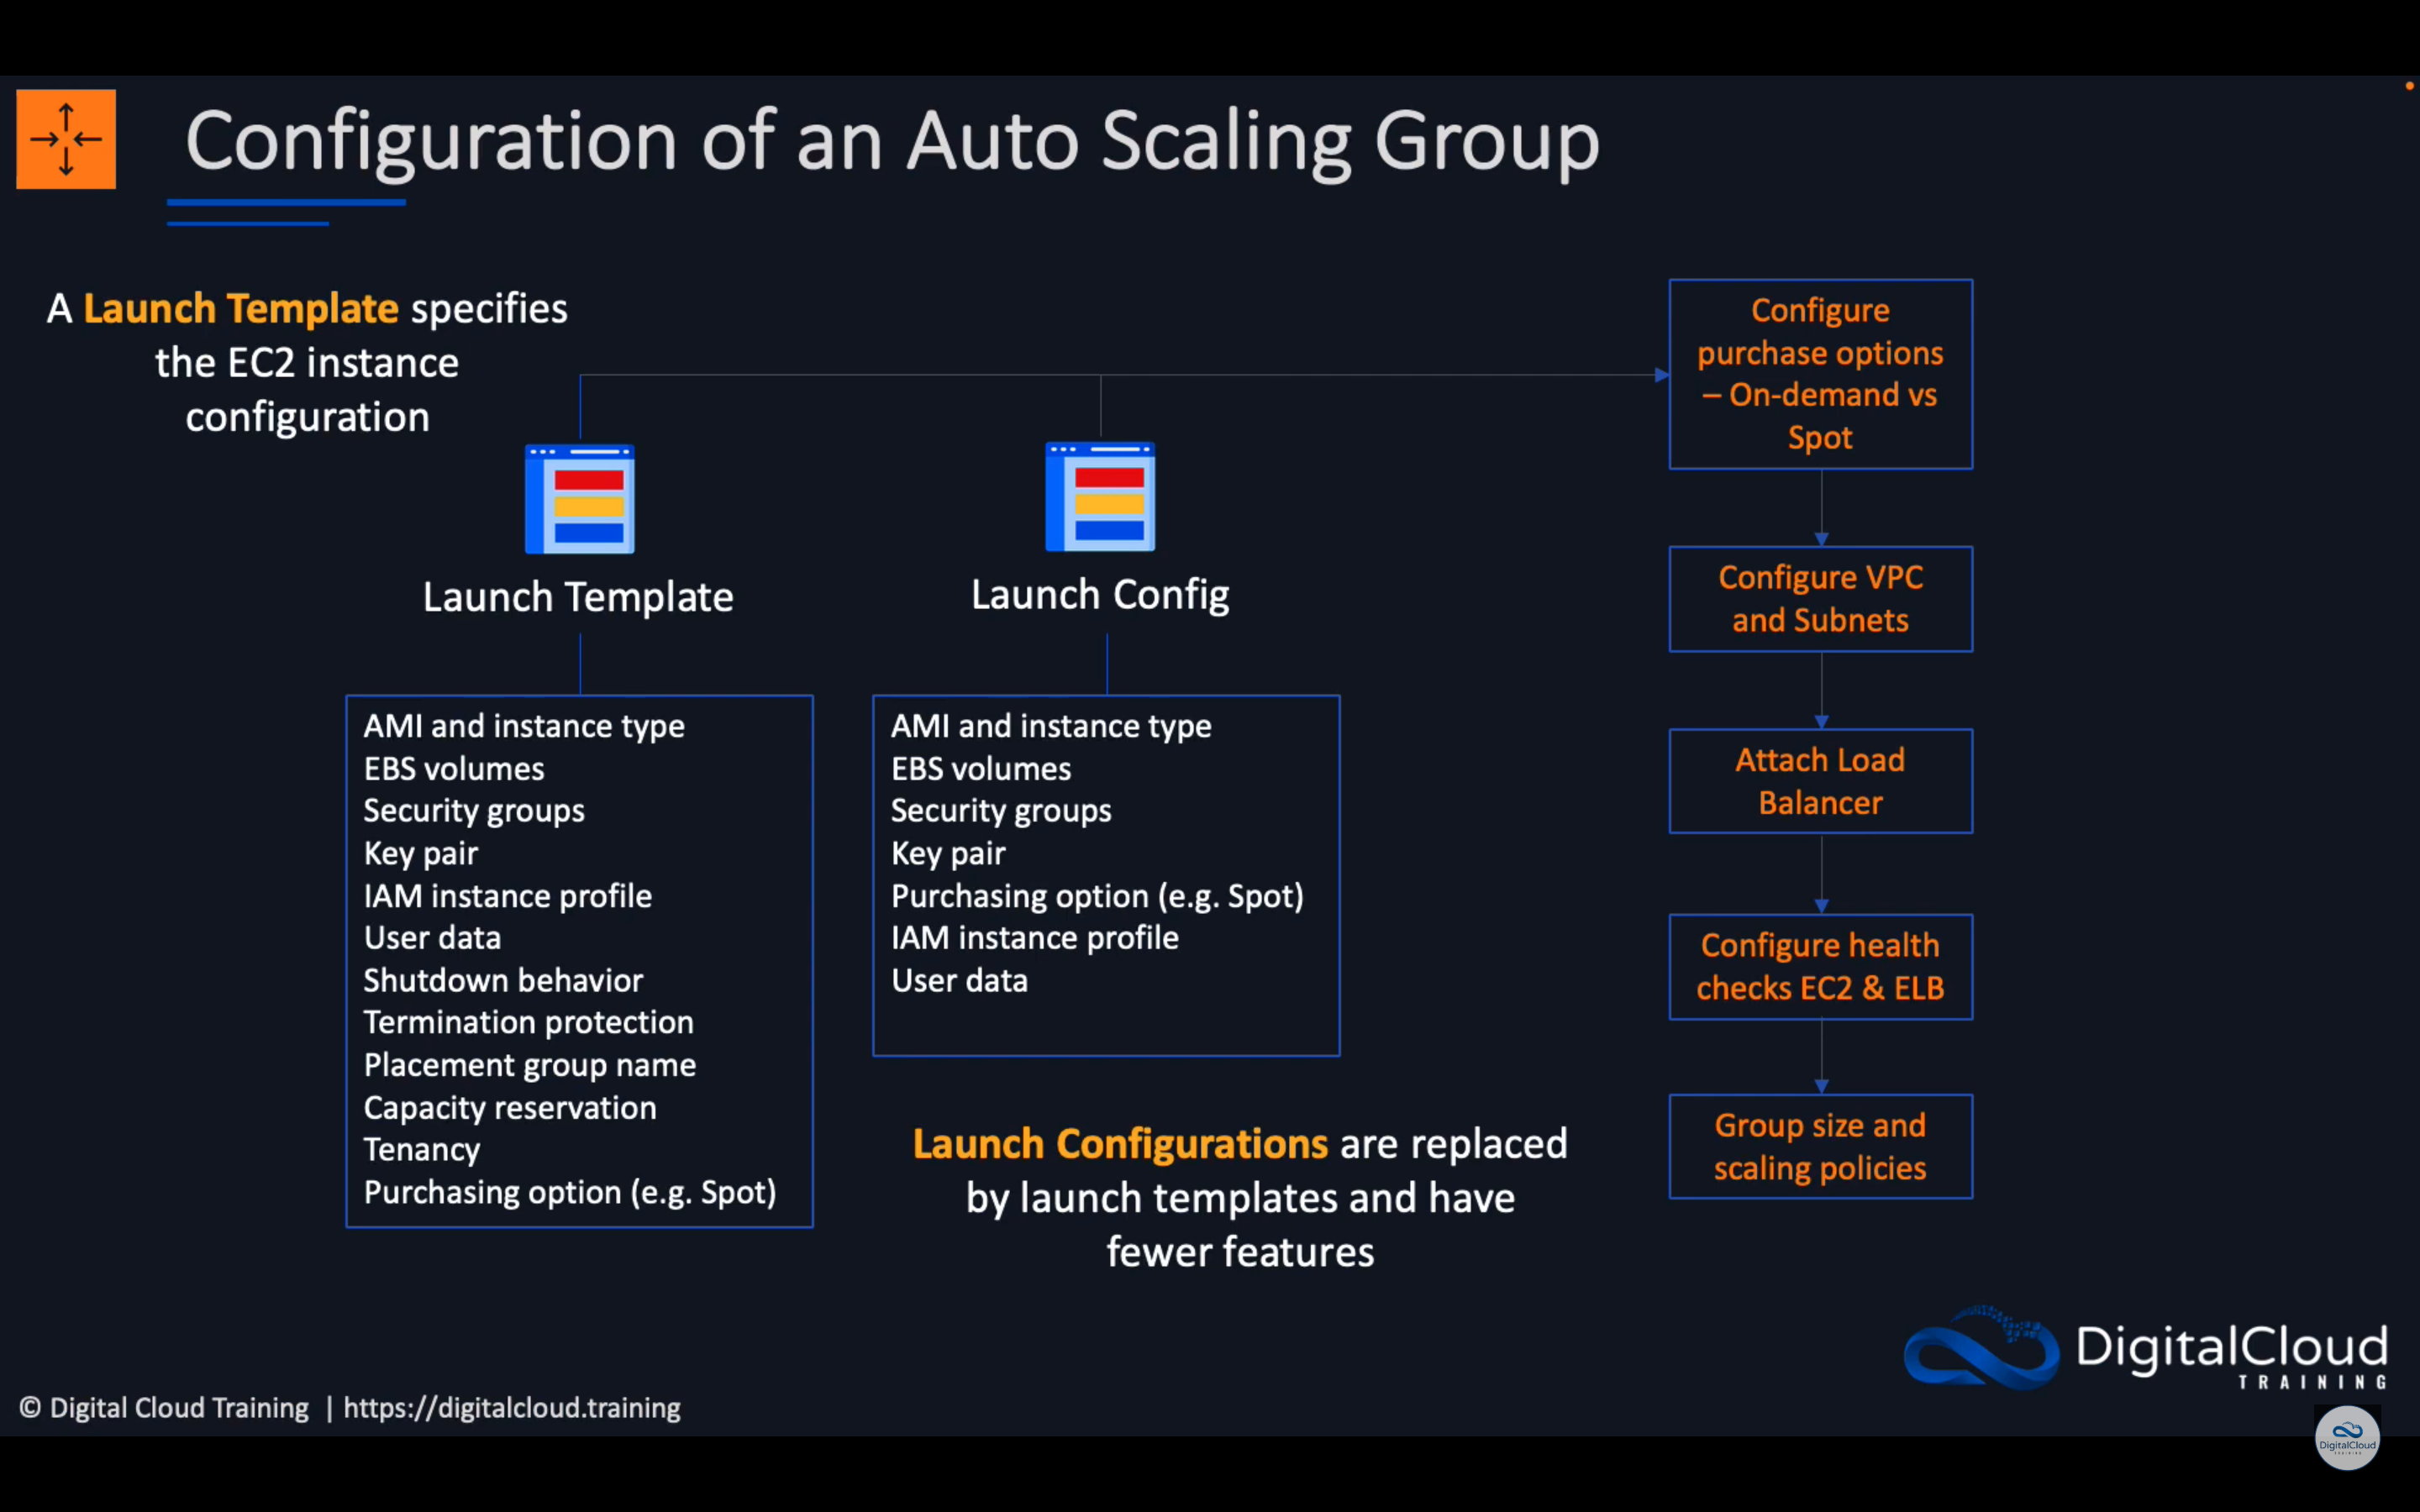 Configuration of an Auto Scaling Group
A Launch Template specifies
the EC2 instance
configuration
Launch Template
AMI and instance type
EBS volumes
Security groups
Key pair
IAM instance profile
User data
Shutdown behavior
Termination protection
Placement group name
Capacity reservation
Tenancy
Purchasing option (e.g. Spot)
Launch Config
AMI and instance type
EBS volumes
Security groups
Key pair
Purchasing option (e.g. Spot)
IAM instance profile
User data
Launch Configurations are replaced
by launch templates and have
fewer features
Configure
purchase options
– On-demand vs
Spot
Configure VPC
and Subnets
Attach Load
Balancer
Configure health
checks EC2 & ELB
Group size and
scaling policies
DigitalCloud
TRAINING
© Digital Cloud Training | https://digitalcloud.training
DigitalCloud
TRAINING